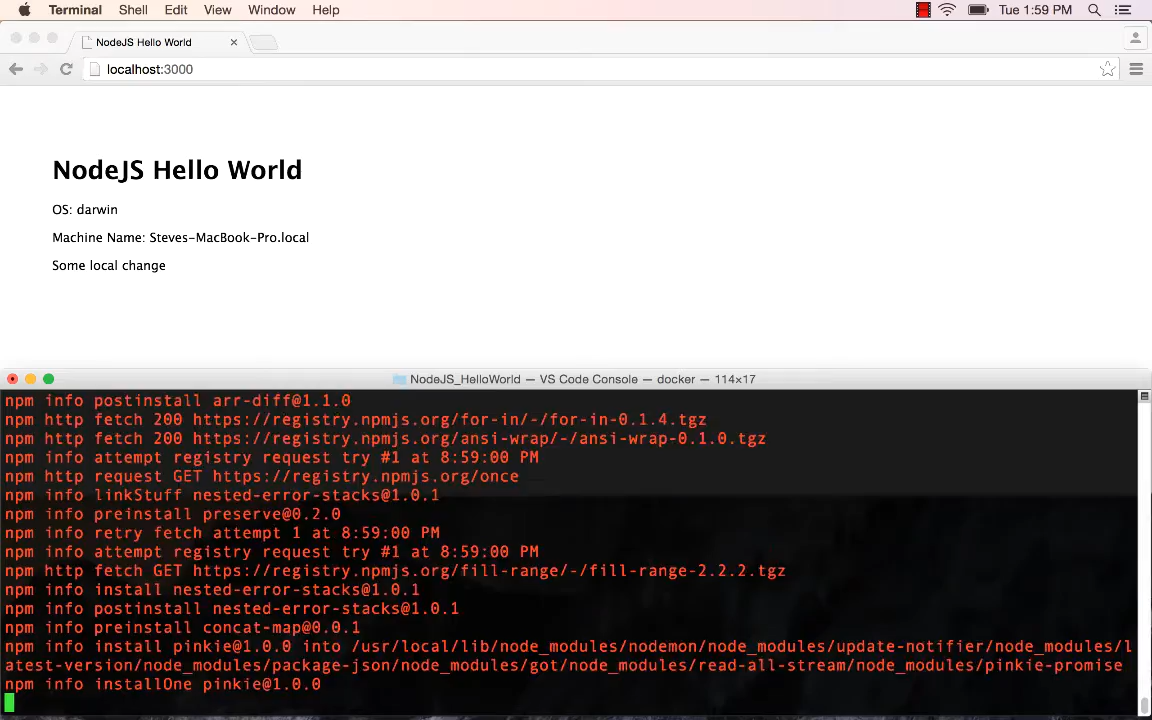 Terminal Shell Edit View Window Help Tue 1:59 PM
NodeJS Hello World
localhost:3000
NodeJS Hello World
OS: darwin
Machine Name: Steves-MacBook-Pro.local
Some local change
NodeJS_HelloWorld — VS Code Console — docker — 114×17
npm info postinstall arr-diff@1.1.0
npm http fetch 200 https://registry.npmjs.org/for-in/-/for-in-0.1.4.tgz
npm http fetch 200 https://registry.npmjs.org/ansi-wrap/-/ansi-wrap-0.1.0.tgz
npm info attempt registry request try #1 at 8:59:00 PM
npm http request GET https://registry.npmjs.org/once
npm info linkStuff nested-error-stacks@1.0.1
npm info preinstall preserve@0.2.0
npm info retry fetch attempt 1 at 8:59:00 PM
npm info attempt registry request try #1 at 8:59:00 PM
npm http fetch GET https://registry.npmjs.org/fill-range/-/fill-range-2.2.2.tgz
npm info install nested-error-stacks@1.0.1
npm info postinstall nested-error-stacks@1.0.1
npm info preinstall concat-map@0.0.1
npm info install pinkie@1.0.0 into /usr/local/lib/node_modules/nodemon/node_modules/update-notifier/node_modules/l
atest-version/node_modules/package-json/node_modules/got/node_modules/read-all-stream/node_modules/pinkie-promise
npm info installOne pinkie@1.0.0